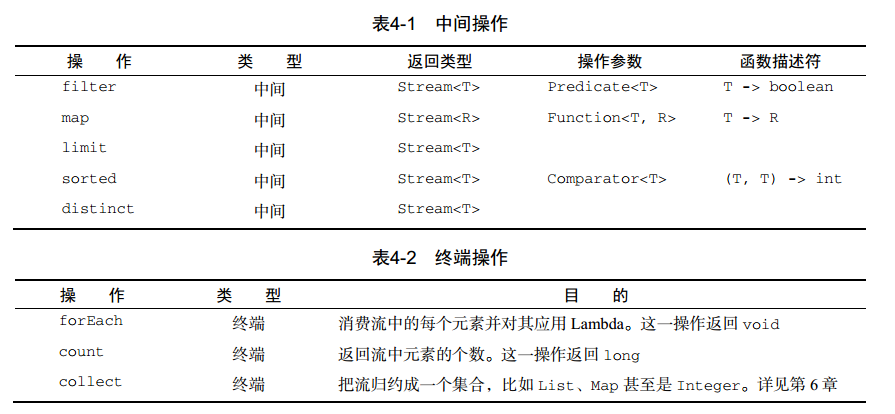 表4-1 中间操作
操 作 类 型 返回类型 操作参数 函数描述符
filter 中间 Stream<T> Predicate<T> T -> boolean
map 中间 Stream<R> Function<T, R> T -> R
limit 中间 Stream<T>
sorted 中间 Stream<T> Comparator<T> (T, T) -> int
distinct 中间 Stream<T>
表4-2 终端操作
操 作 类 型 目 的
forEach 终端 消费流中的每个元素并对其应用 Lambda。这一操作返回 void
count 终端 返回流中元素的个数。这一操作返回 long
collect 终端 把流归约成一个集合，比如 List、Map 甚至是 Integer。详见第 6 章